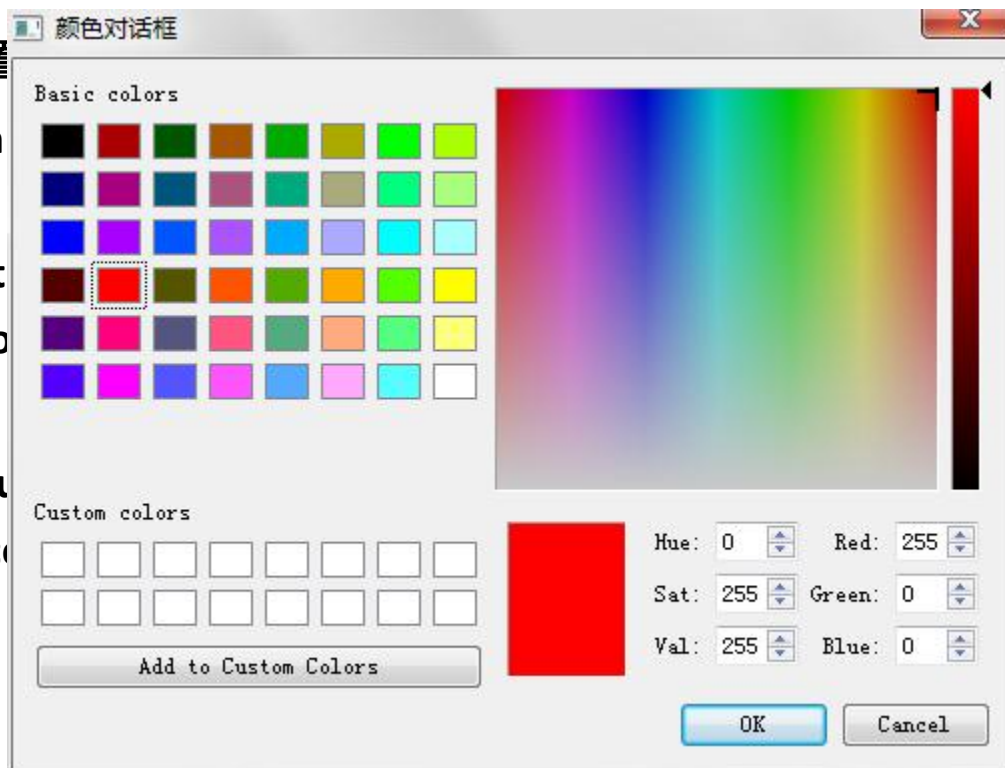 颜色对话框
Basic colors
Custom colors
Add to Custom Colors
Hue: 0 Red: 255
Sat: 255 Green: 0
Val: 255 Blue: 0
OK Cancel